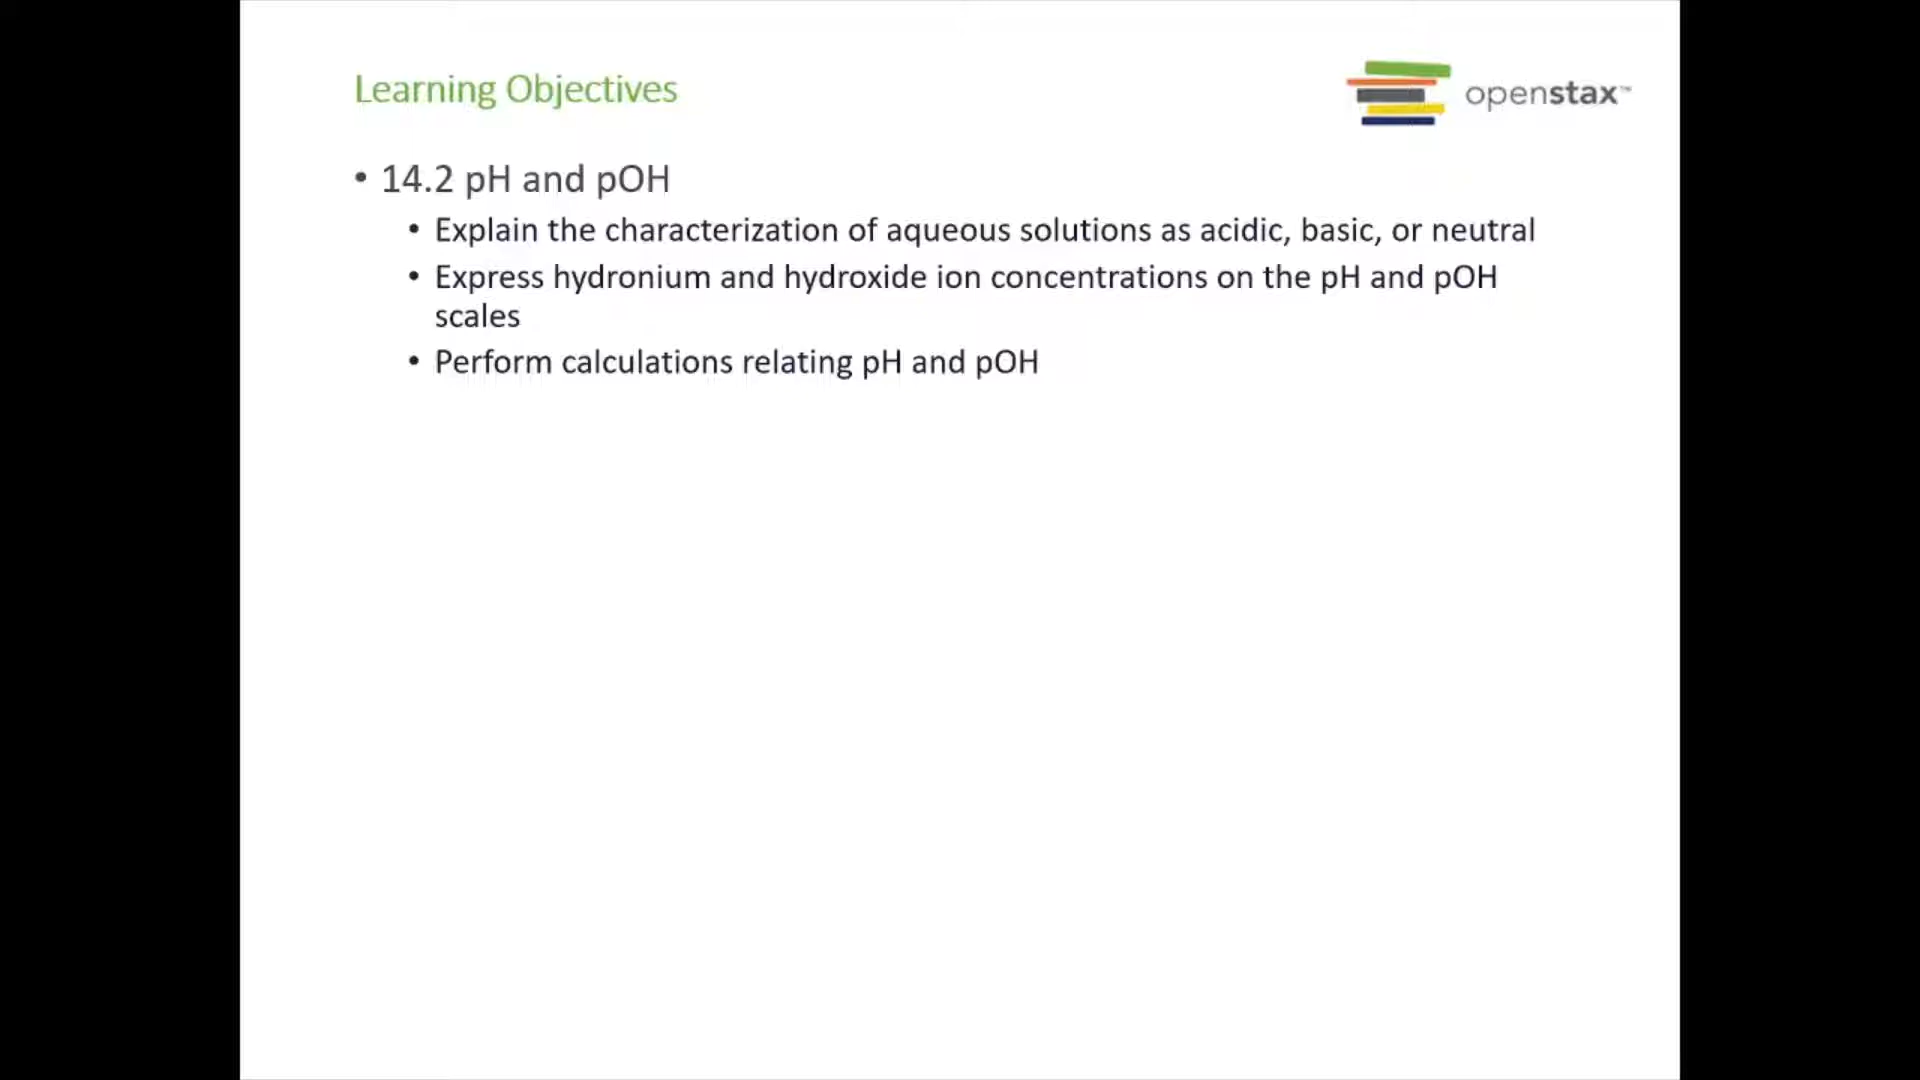 Learning Objectives
openstax™
• 14.2 pH and pOH
• Explain the characterization of aqueous solutions as acidic, basic, or neutral
• Express hydronium and hydroxide ion concentrations on the pH and pOH
scales
• Perform calculations relating pH and pOH